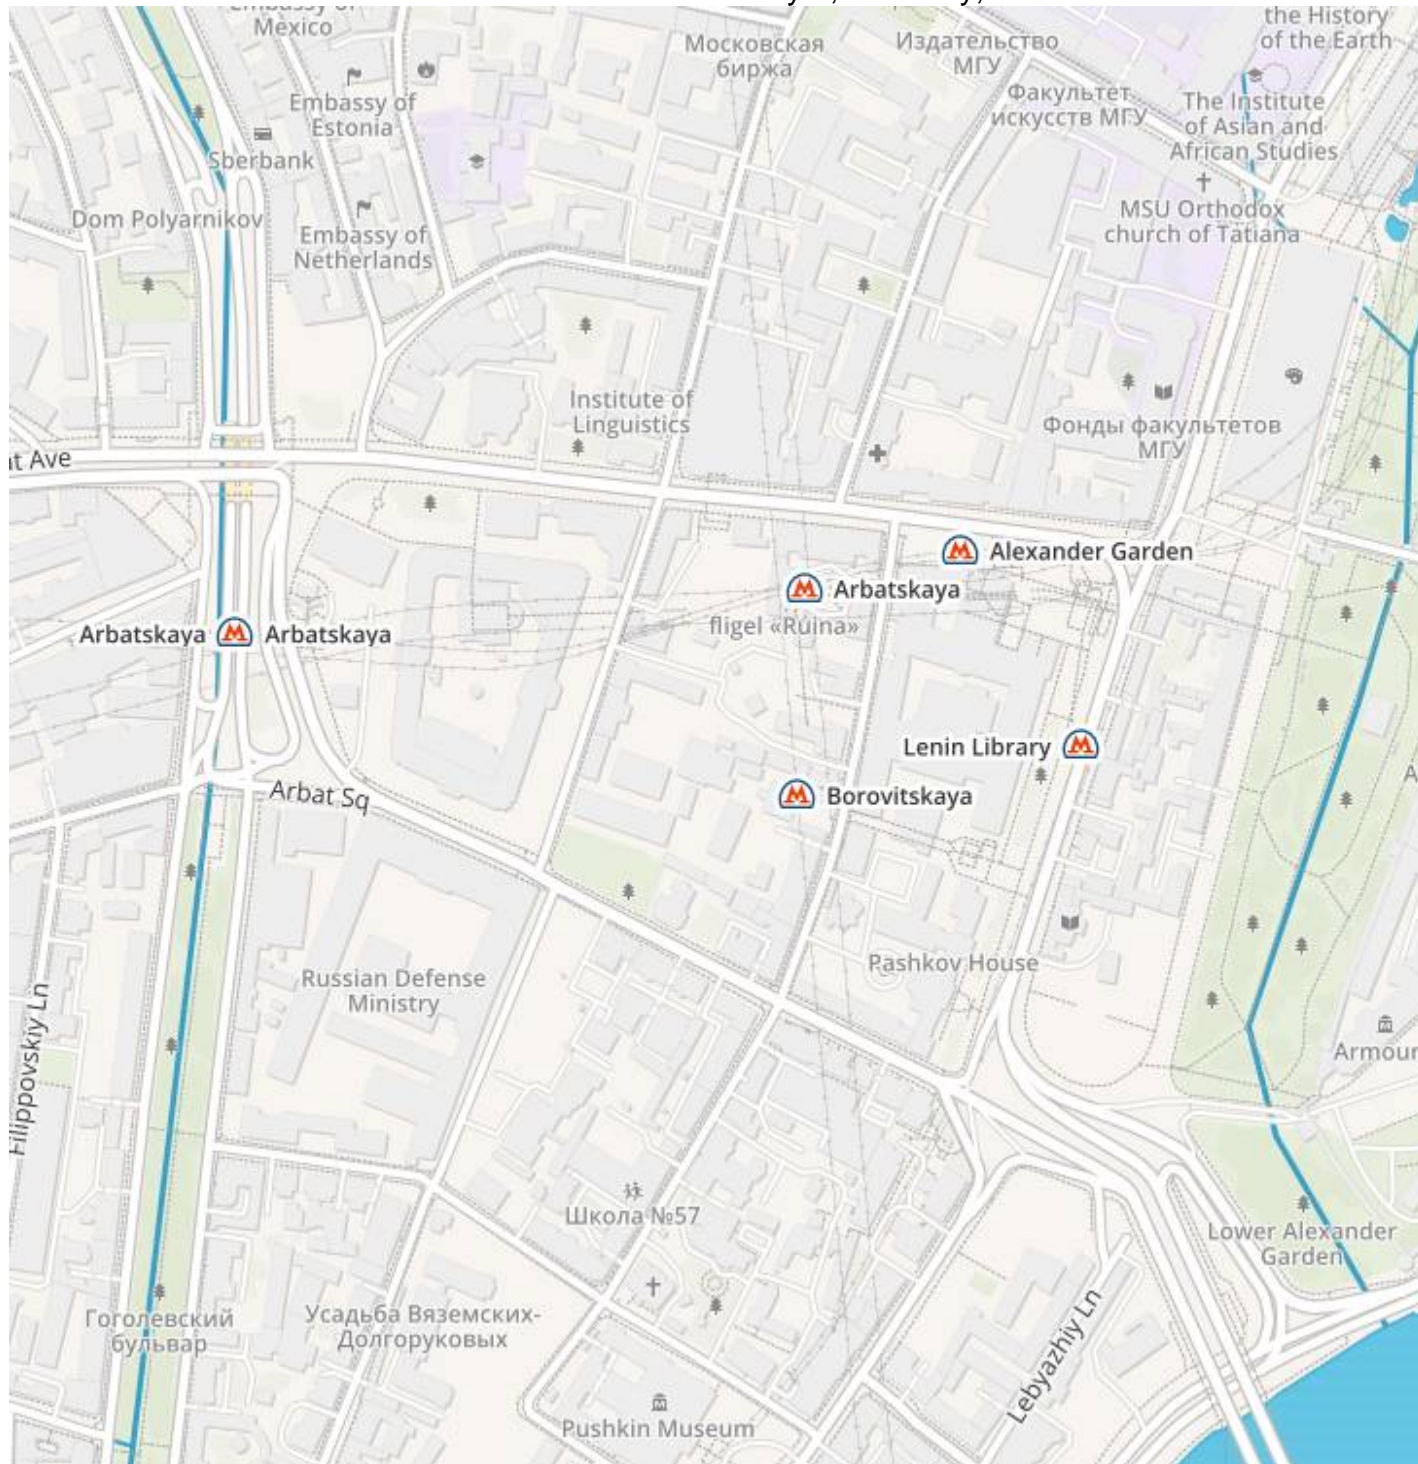 Mexico
the History
of the Earth
Московская
биржа
Издательство
МГУ
Embassy of
Estonia
Факультет
искусств МГУ
The Institute
of Asian and
African Studies
Sberbank
Dom Polyarnikov
Embassy of
Netherlands
MSU Orthodox
church of Tatiana
Institute of
Linguistics
Фонды факультетов
МГУ
t Ave
Alexander Garden
Arbatskaya
fligel «Ruina»
Arbatskaya
Arbatskaya
Lenin Library
Borovitskaya
Arbat Sq
Pashkov House
Russian Defense
Ministry
Filippovskiy Ln
Armour
Школа №57
Lower Alexander
Garden
Гоголевский
бульвар
Усадьба Вяземских-
Долгоруковых
Lebyazhiy Ln
Pushkin Museum